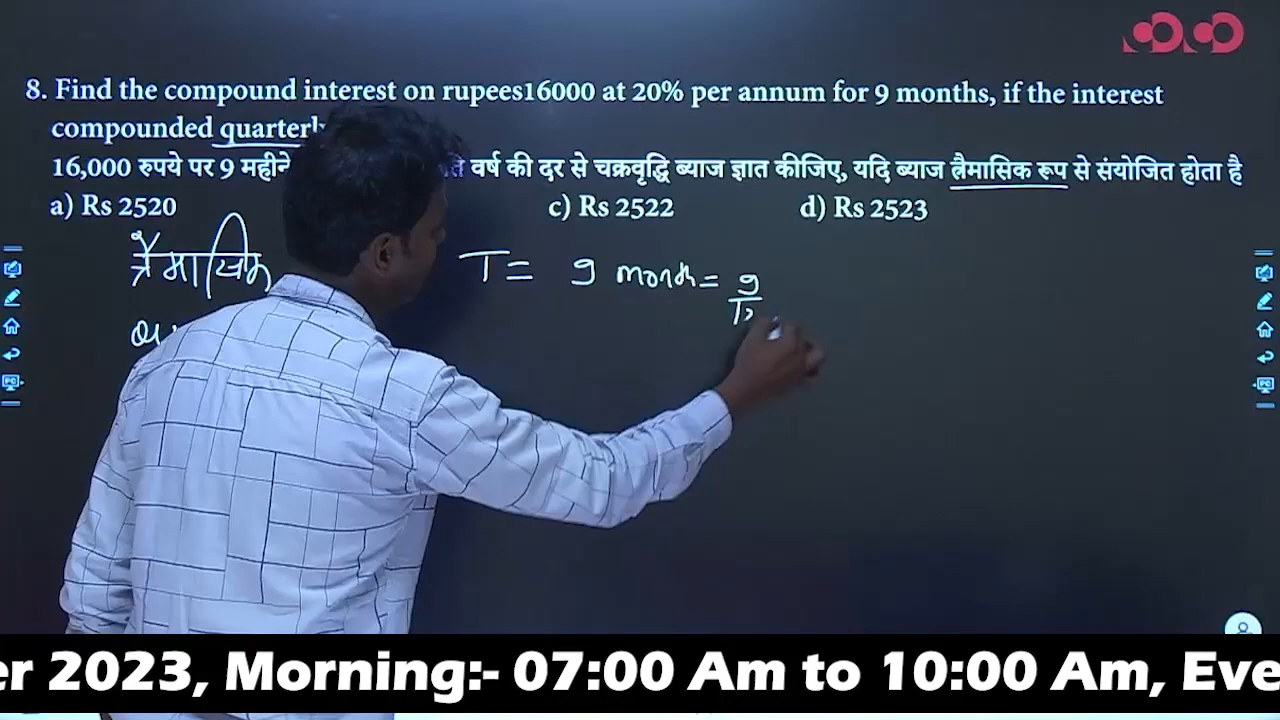 8. Find the compound interest on rupees16000 at 20% per annum for 9 months, if the interest
compounded quarterl
16,000 रुपये पर 9 महीने वर्ष की दर से चक्रवृद्धि ब्याज ज्ञात कीजिए, यदि ब्याज त्रैमासिक रूप से संयोजित होता है
a) Rs 2520 c) Rs 2522 d) Rs 2523
त्रैमासिक T = 9 month = 9/12
er 2023, Morning:- 07:00 Am to 10:00 Am, Eve